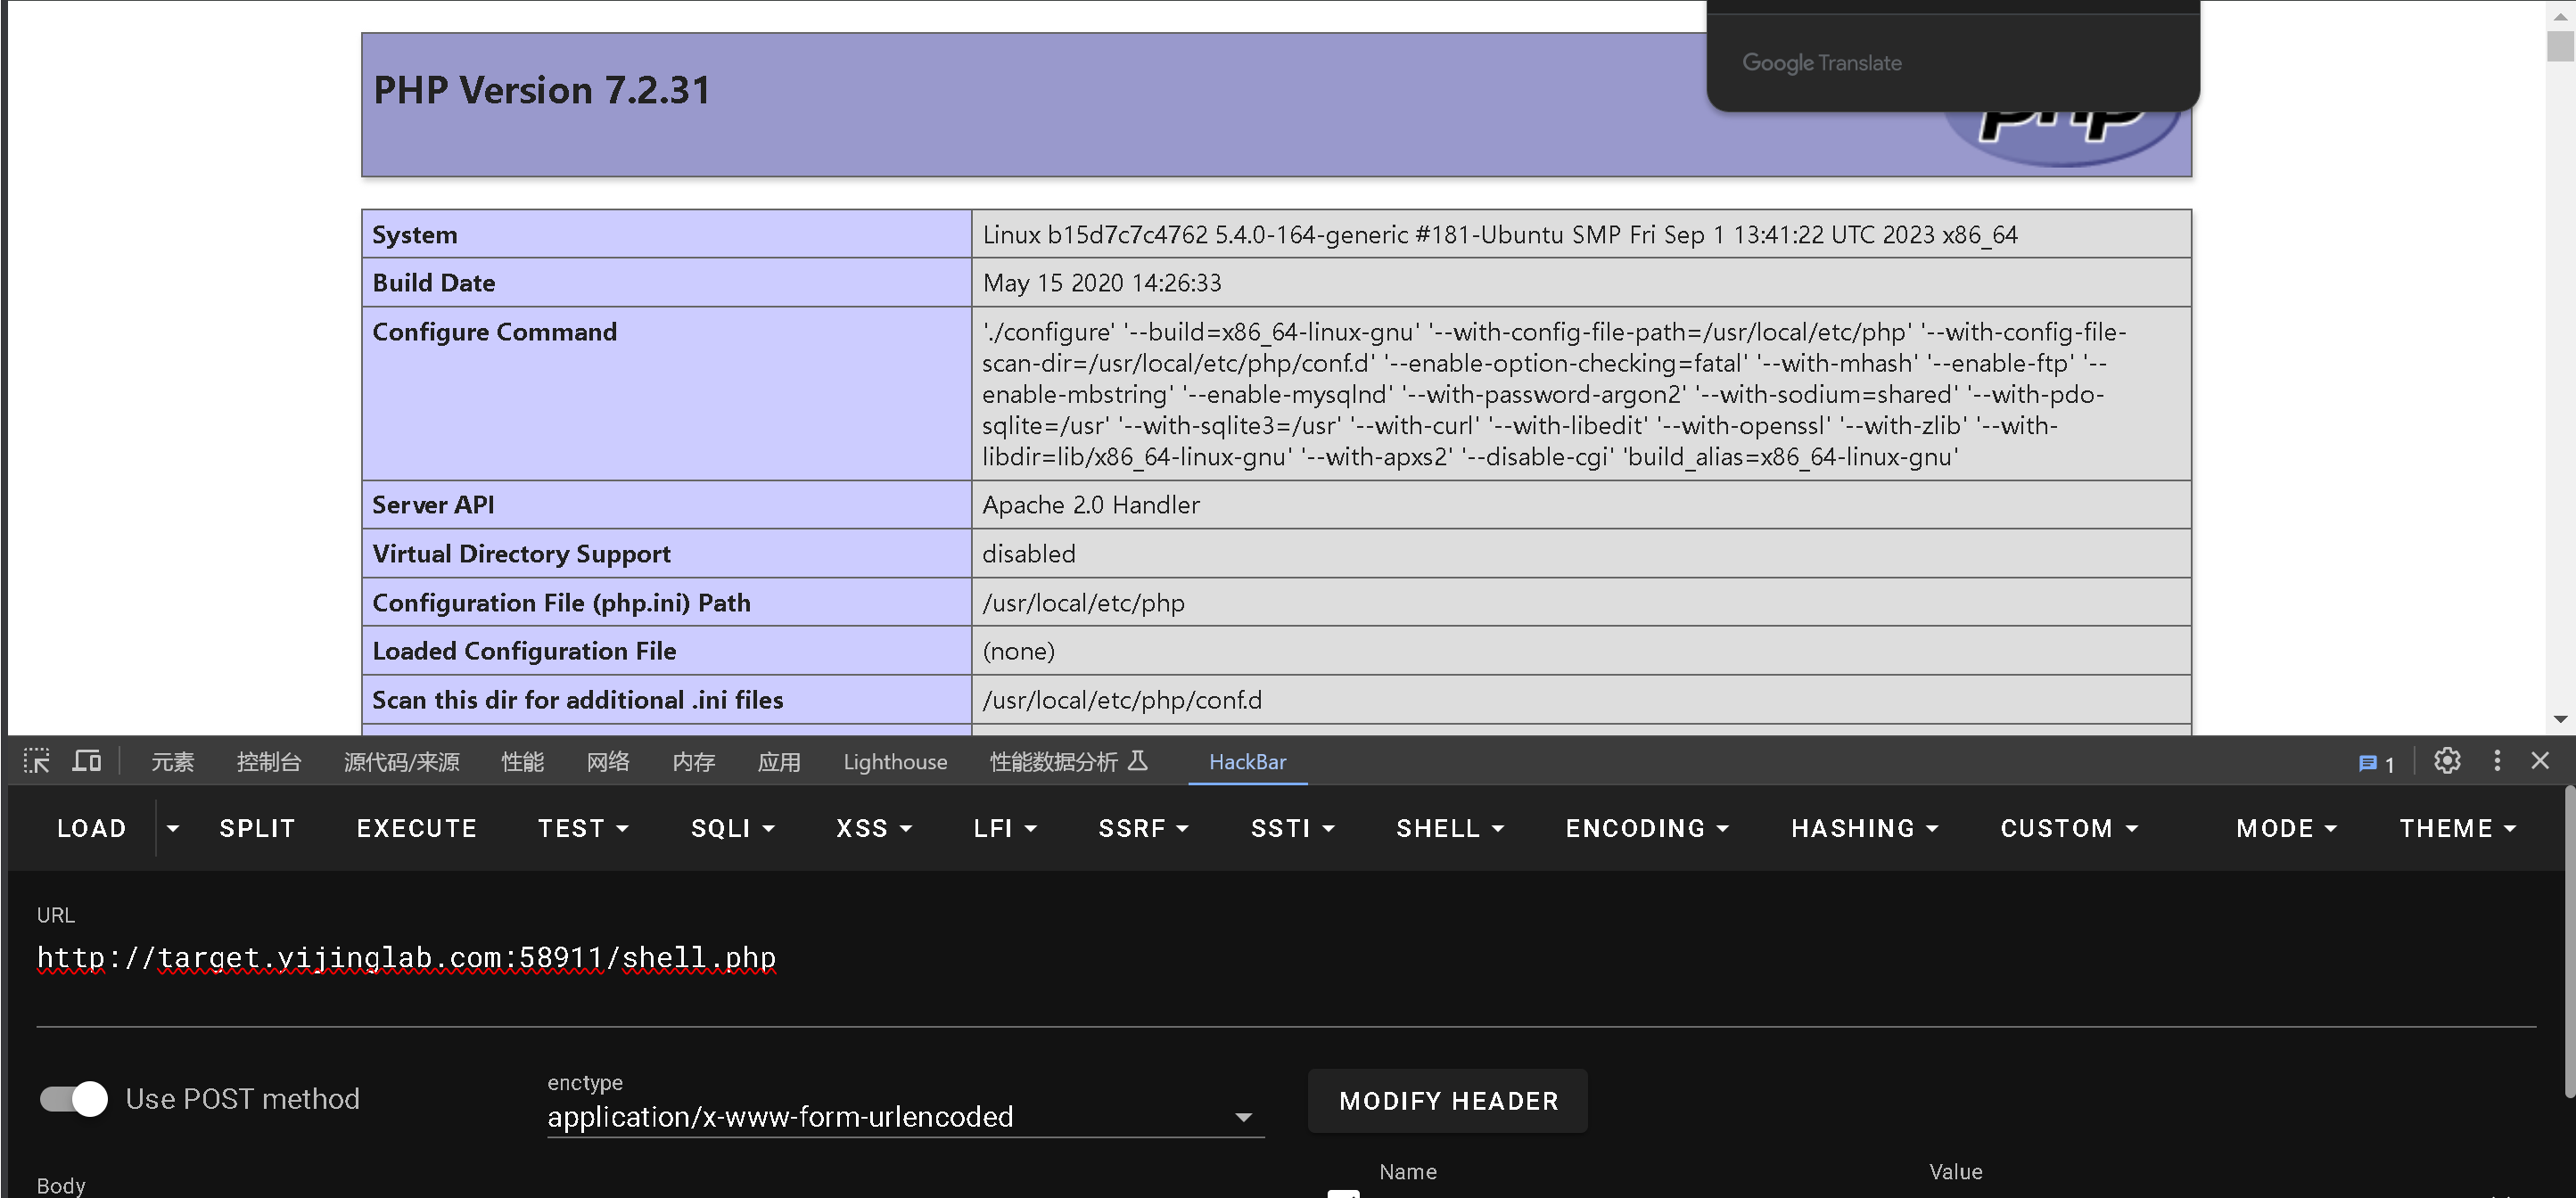 Google Translate
PHP Version 7.2.31
php
System Linux b15d7c7c4762 5.4.0-164-generic #181-Ubuntu SMP Fri Sep 1 13:41:22 UTC 2023 x86_64
Build Date May 15 2020 14:26:33
Configure Command './configure' '--build=x86_64-linux-gnu' '--with-config-file-path=/usr/local/etc/php' '--with-config-file-
scan-dir=/usr/local/etc/php/conf.d' '--enable-option-checking=fatal' '--with-mhash' '--enable-ftp' '--
enable-mbstring' '--enable-mysqlnd' '--with-password-argon2' '--with-sodium=shared' '--with-pdo-
sqlite=/usr' '--with-sqlite3=/usr' '--with-curl' '--with-libedit' '--with-openssl' '--with-zlib' '--with-
libdir=lib/x86_64-linux-gnu' '--with-apxs2' '--disable-cgi' 'build_alias=x86_64-linux-gnu'
Server API Apache 2.0 Handler
Virtual Directory Support disabled
Configuration File (php.ini) Path /usr/local/etc/php
Loaded Configuration File (none)
Scan this dir for additional .ini files /usr/local/etc/php/conf.d
元素 控制台 源代码/来源 性能 网络 内存 应用 Lighthouse 性能数据分析 HackBar 1
LOAD SPLIT EXECUTE TEST SQLI XSS LFI SSRF SSTI SHELL ENCODING HASHING CUSTOM MODE THEME
URL
http://target.yijinglab.com:58911/shell.php
Use POST method
enctype
application/x-www-form-urlencoded
MODIFY HEADER
Body
Name Value